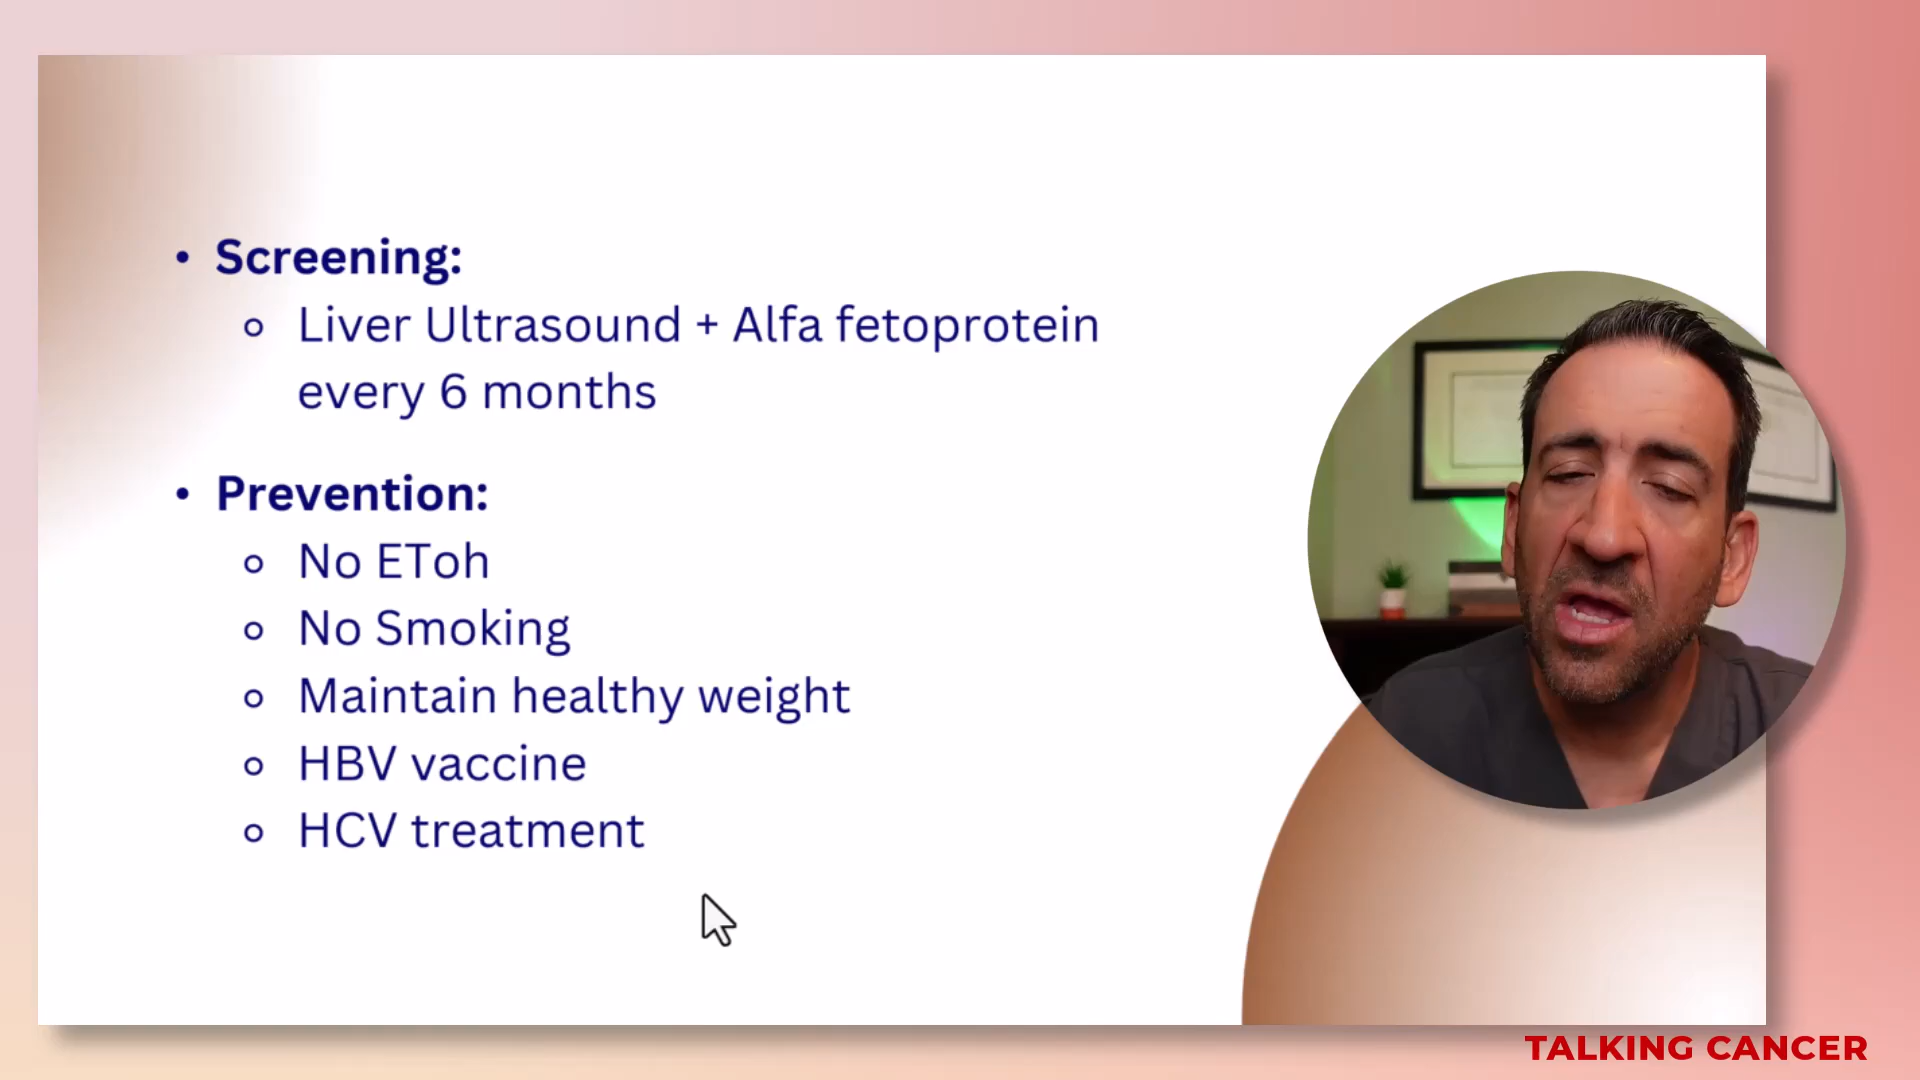 • Screening:
○ Liver Ultrasound + Alfa fetoprotein
every 6 months
• Prevention:
○ No EToh
○ No Smoking
○ Maintain healthy weight
○ HBV vaccine
○ HCV treatment
TALKING CANCER